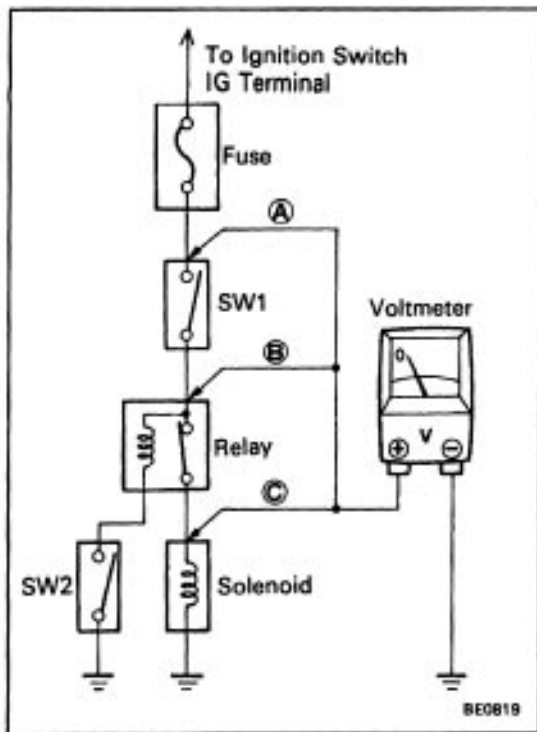 To Ignition Switch
IG Terminal
Fuse
A
SW1
Voltmeter
B
0
Relay
V
+ −
C
SW2
Solenoid
BE0819